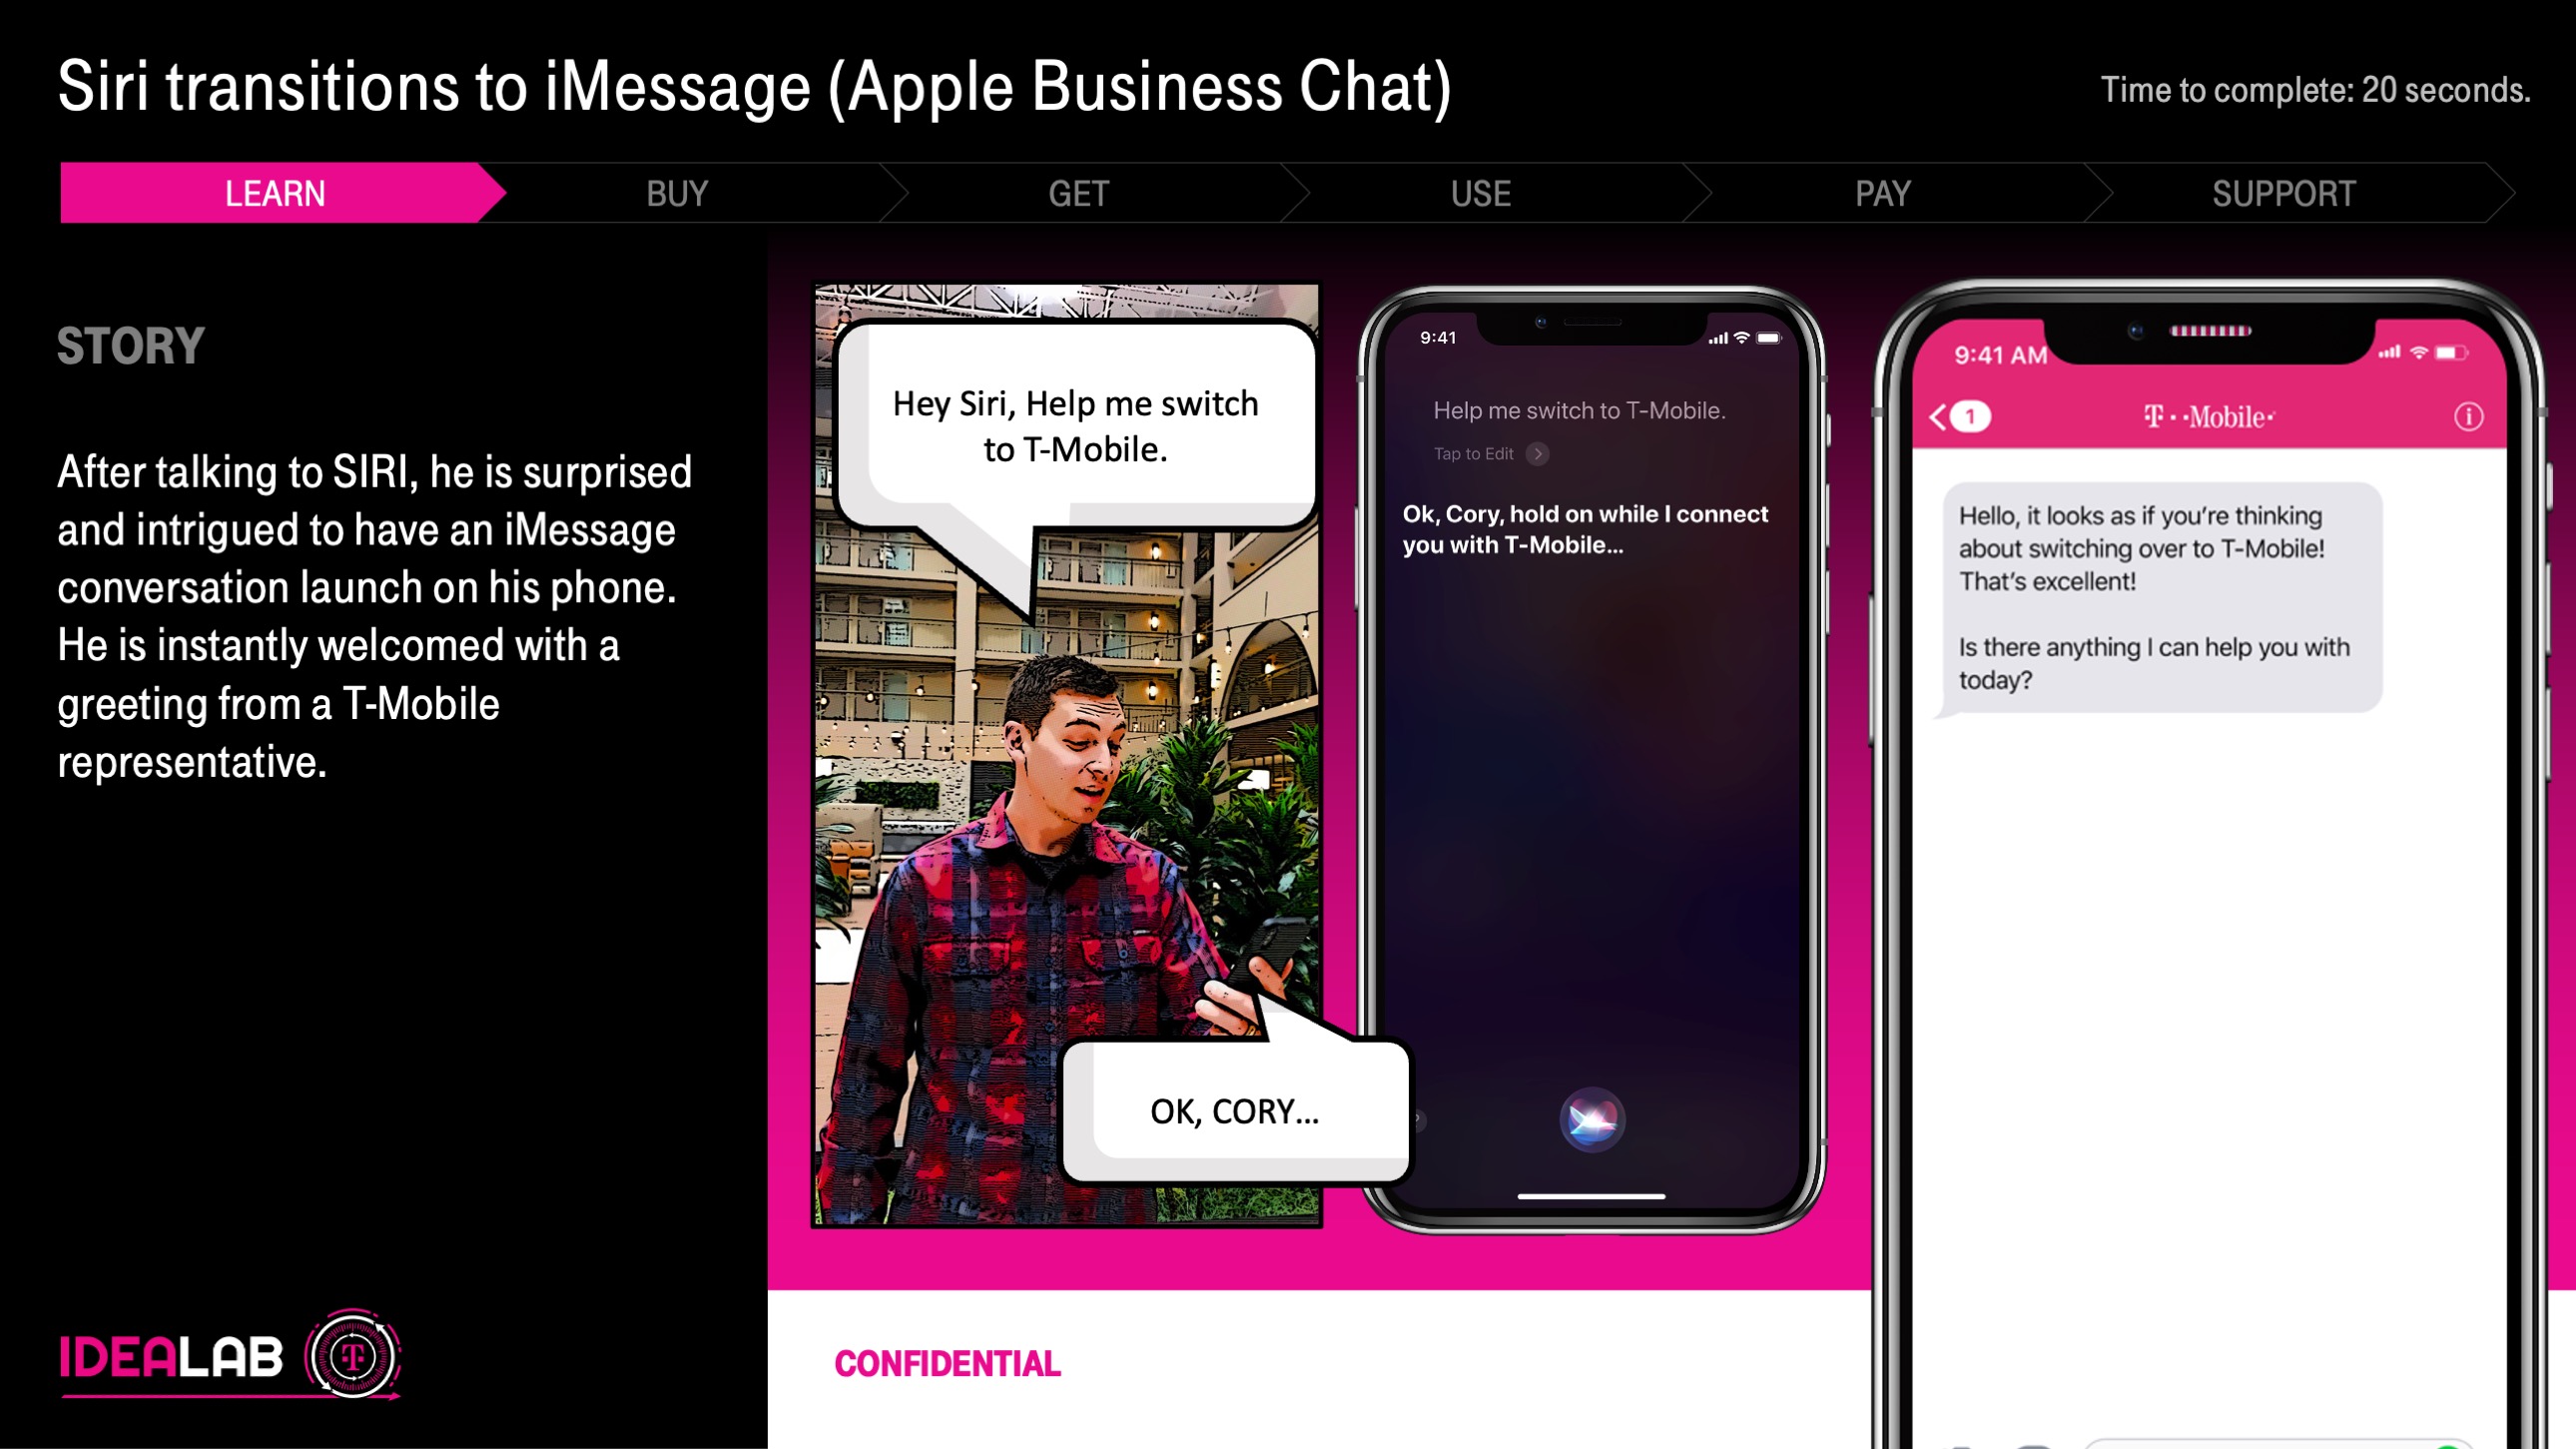 Siri transitions to iMessage (Apple Business Chat)
Time to complete: 20 seconds.
LEARN
BUY
GET
USE
PAY
SUPPORT
STORY
After talking to SIRI, he is surprised
and intrigued to have an iMessage
conversation launch on his phone.
He is instantly welcomed with a
greeting from a T-Mobile
representative.
Hey Siri, Help me switch
to T-Mobile.
OK, CORY...
9:41
Help me switch to T-Mobile.
Tap to Edit
Ok, Cory, hold on while I connect
you with T-Mobile...
9:41 AM
1
T··Mobile·
Hello, it looks as if you're thinking
about switching over to T-Mobile!
That's excellent!
Is there anything I can help you with
today?
IDEALAB
T
CONFIDENTIAL